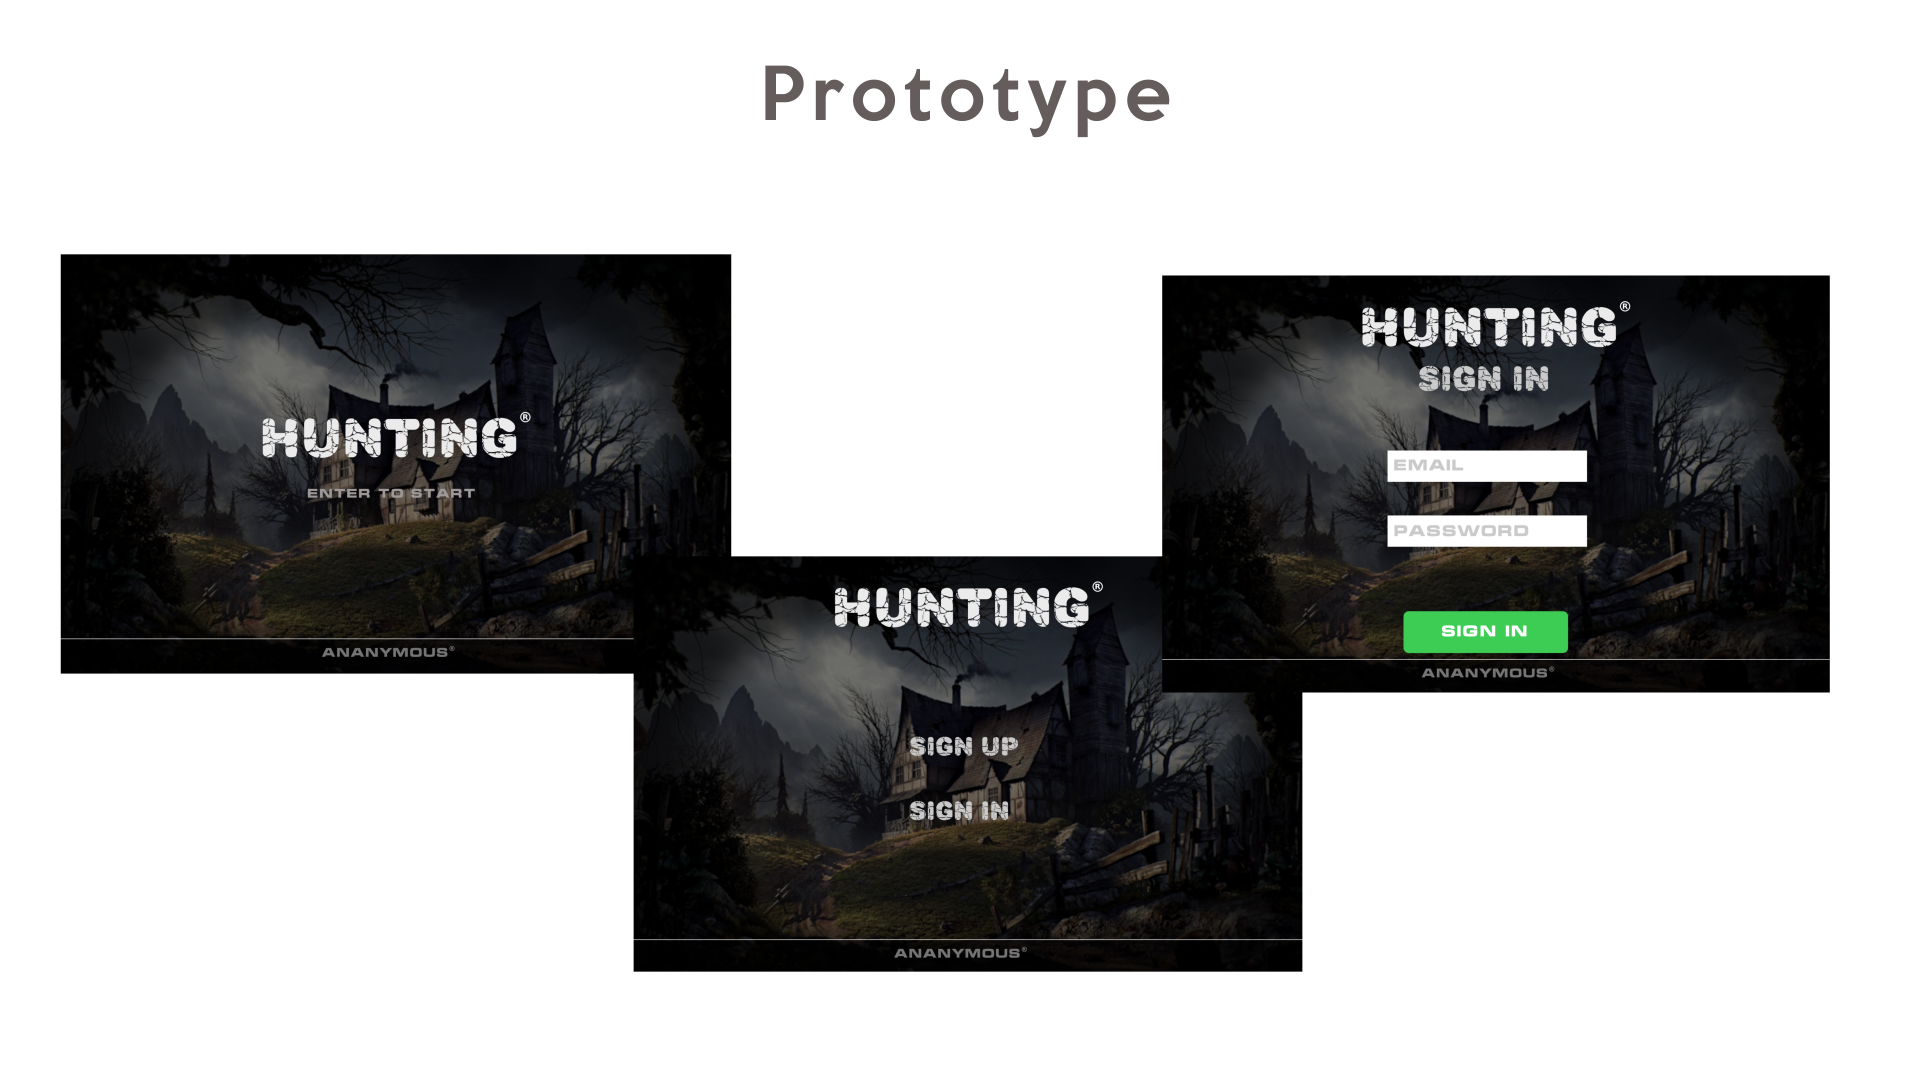 Prototype
HUNTING®
ENTER TO START
ANANYMOUS®
HUNTING®
SIGN UP
SIGN IN
ANANYMOUS®
HUNTING®
SIGN IN
EMAIL
PASSWORD
SIGN IN
ANANYMOUS®